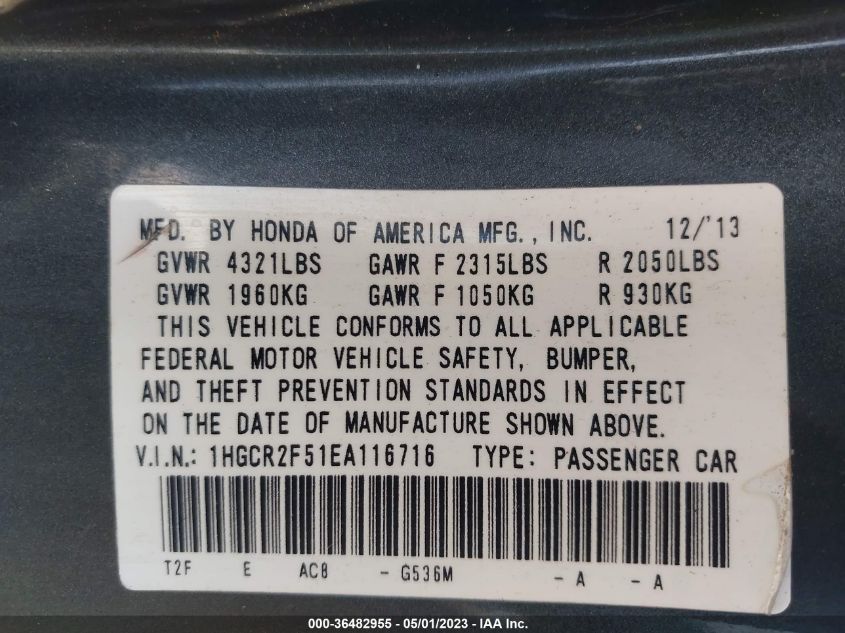 MFD. BY HONDA OF AMERICA MFG., INC. 12/'13
GVWR 4321LBS GAWR F 2315LBS R 2050LBS
GVWR 1960KG GAWR F 1050KG R 930KG
THIS VEHICLE CONFORMS TO ALL APPLICABLE
FEDERAL MOTOR VEHICLE SAFETY, BUMPER,
AND THEFT PREVENTION STANDARDS IN EFFECT
ON THE DATE OF MANUFACTURE SHOWN ABOVE.
V.I.N.: 1HGCR2F51EA116716 TYPE: PASSENGER CAR
T2F E AC8 - G536M - A - A
000-36482955 - 05/01/2023 - IAA Inc.